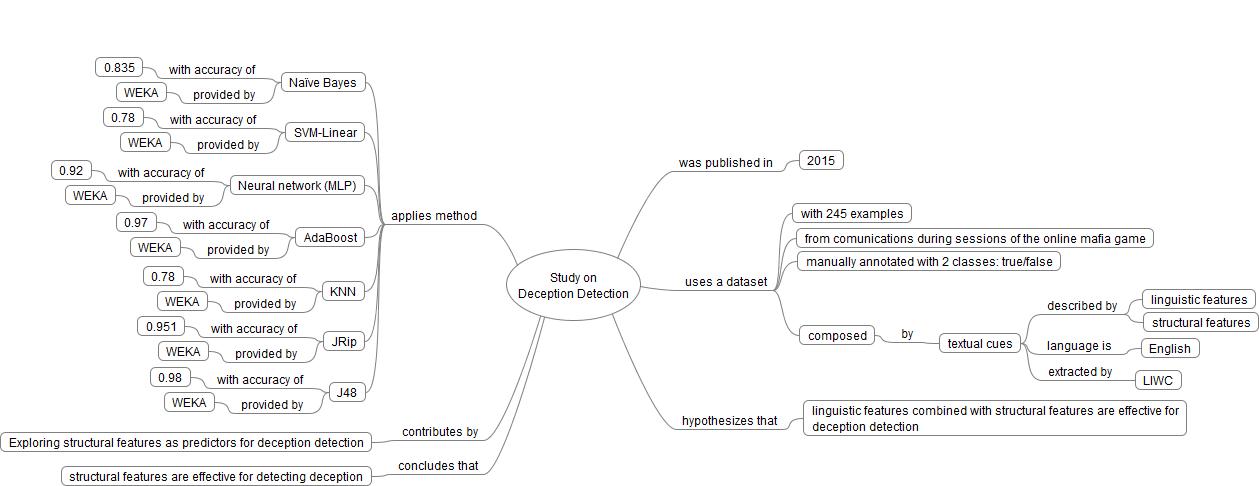 Study on
Deception Detection
applies method
Naïve Bayes
with accuracy of
0.835
provided by
WEKA
SVM-Linear
with accuracy of
0.78
provided by
WEKA
Neural network (MLP)
with accuracy of
0.92
provided by
WEKA
AdaBoost
with accuracy of
0.97
provided by
WEKA
KNN
with accuracy of
0.78
provided by
WEKA
JRip
with accuracy of
0.951
provided by
WEKA
J48
with accuracy of
0.98
provided by
WEKA
contributes by
Exploring structural features as predictors for deception detection
concludes that
structural features are effective for detecting deception
was published in
2015
uses a dataset
with 245 examples
from comunications during sessions of the online mafia game
manually annotated with 2 classes: true/false
composed
by
textual cues
described by
linguistic features
structural features
language is
English
extracted by
LIWC
hypothesizes that
linguistic features combined with structural features are effective for
deception detection